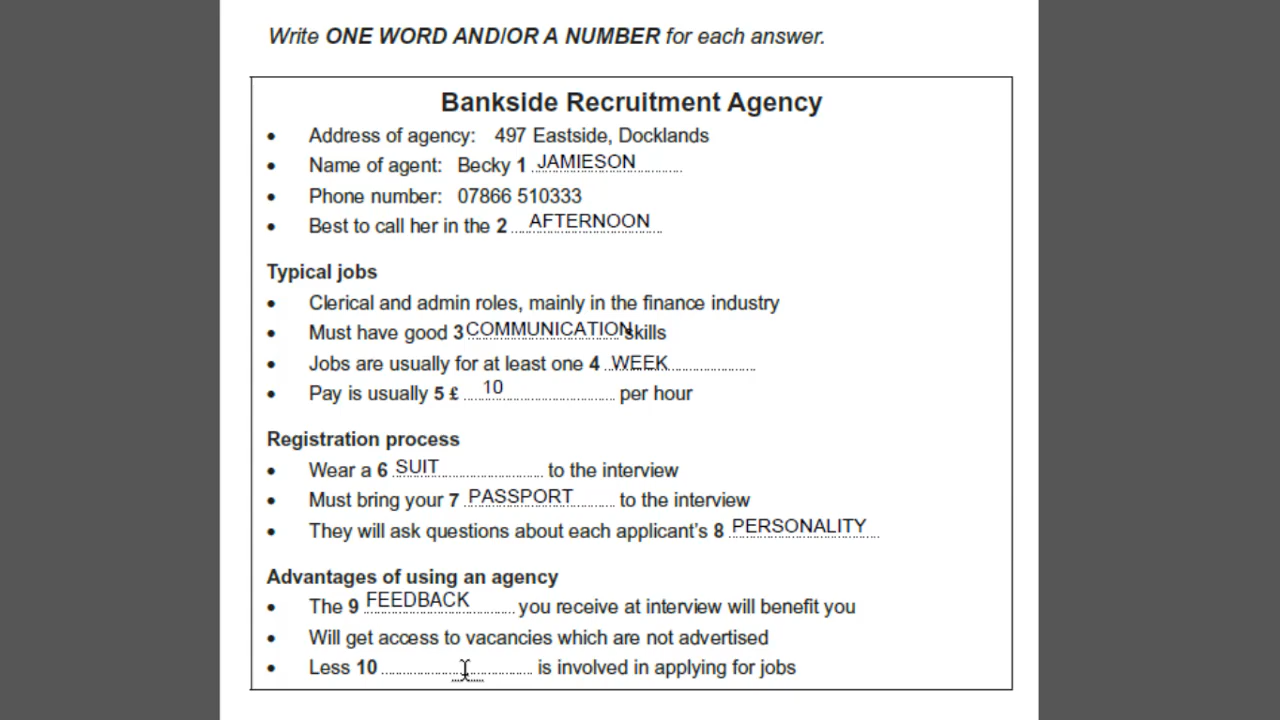 Write ONE WORD AND/OR A NUMBER for each answer.
Bankside Recruitment Agency
• Address of agency: 497 Eastside, Docklands
• Name of agent: Becky 1 JAMIESON
• Phone number: 07866 510333
• Best to call her in the 2 AFTERNOON
Typical jobs
• Clerical and admin roles, mainly in the finance industry
• Must have good 3 COMMUNICATION skills
• Jobs are usually for at least one 4 WEEK
• Pay is usually 5 £ 10 per hour
Registration process
• Wear a 6 SUIT to the interview
• Must bring your 7 PASSPORT to the interview
• They will ask questions about each applicant's 8 PERSONALITY
Advantages of using an agency
• The 9 FEEDBACK you receive at interview will benefit you
• Will get access to vacancies which are not advertised
• Less 10 .............................. is involved in applying for jobs